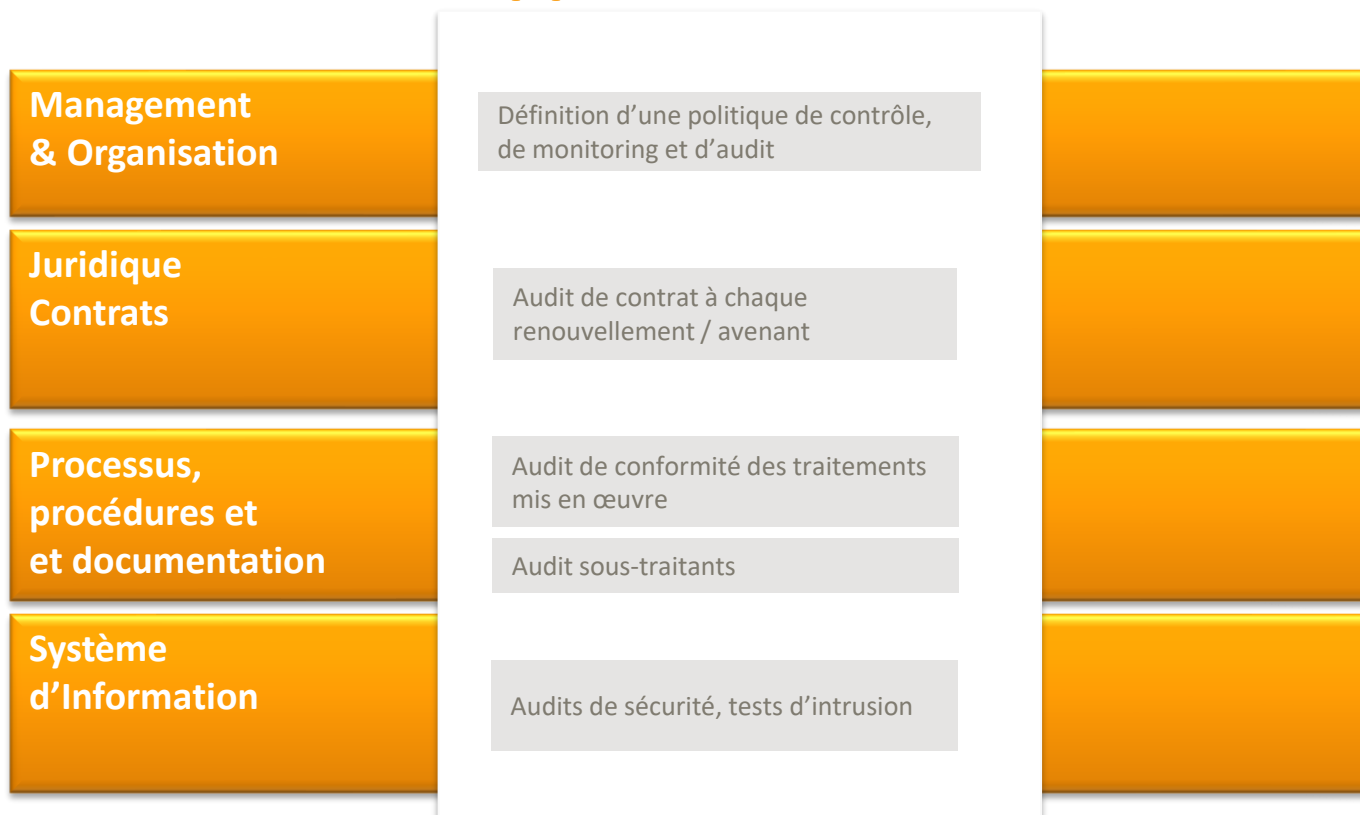 Management
& Organisation
Définition d’une politique de contrôle,
de monitoring et d’audit
Juridique
Contrats
Audit de contrat à chaque
renouvellement / avenant
Processus,
procédures et
et documentation
Audit de conformité des traitements
mis en œuvre
Audit sous-traitants
Système
d’Information
Audits de sécurité, tests d’intrusion